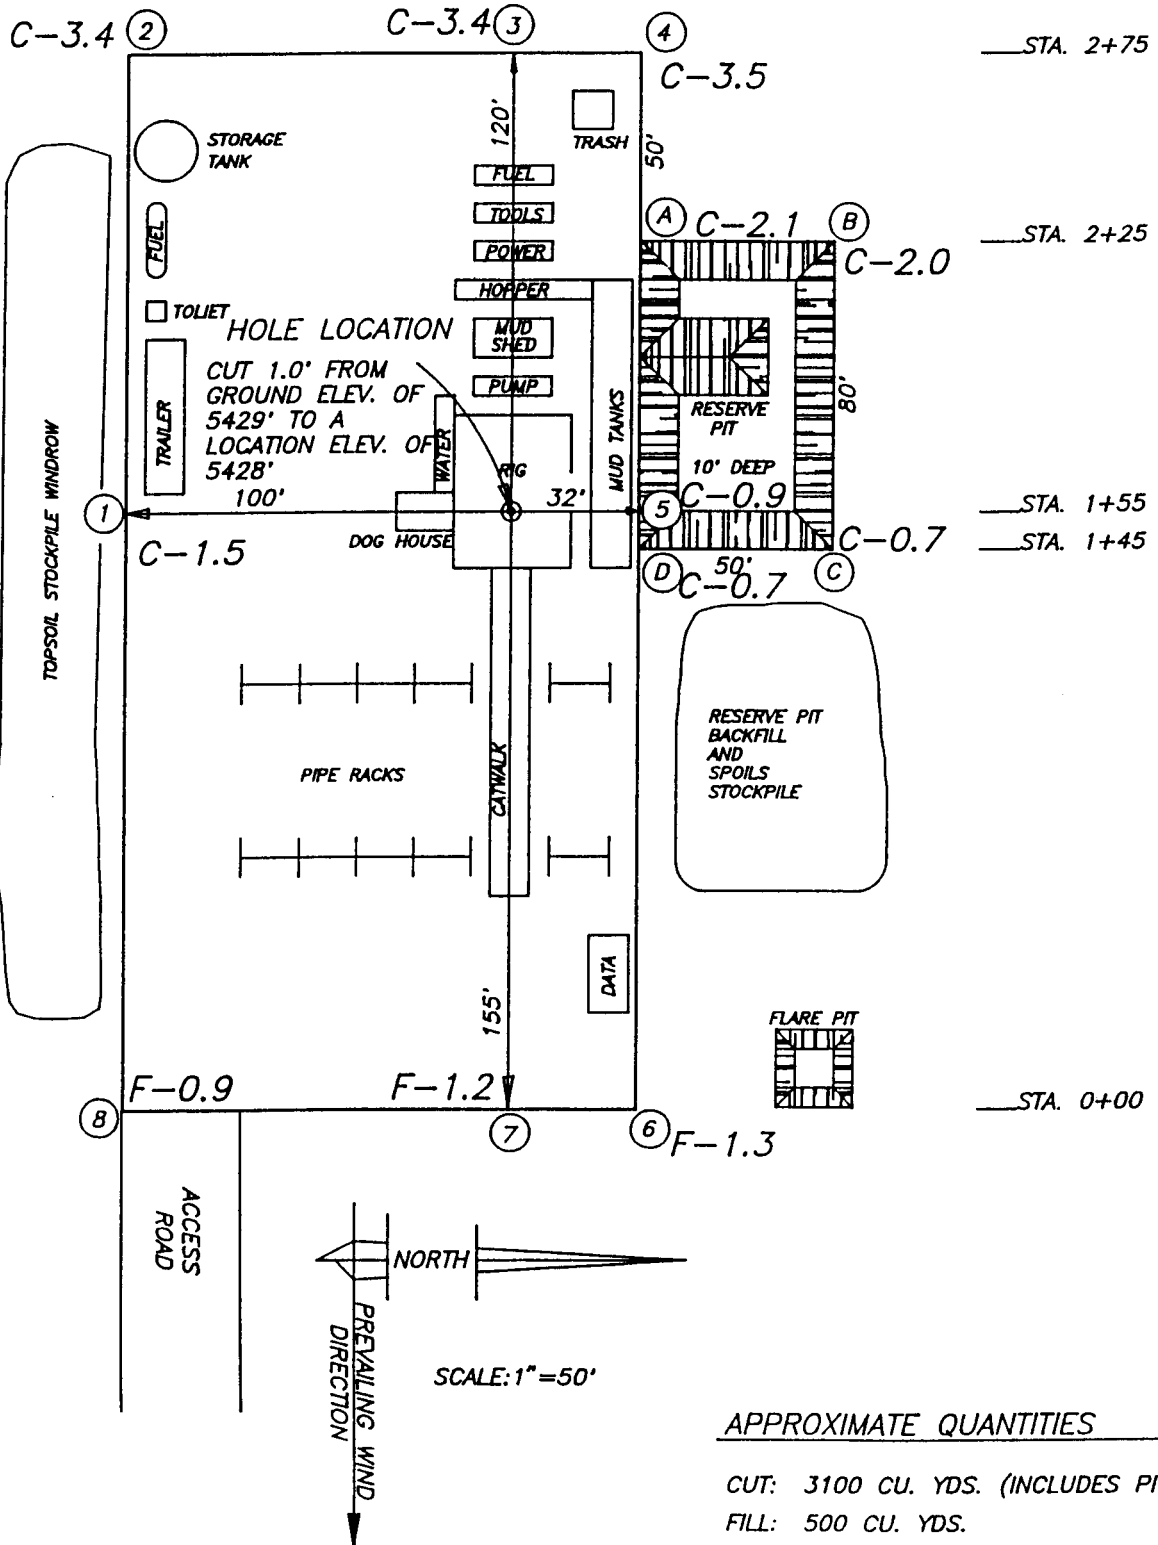 C-3.4
2
C-3.4
3
4
STA. 2+75
C-3.5
120'
TRASH
50'
STORAGE
TANK
FUEL
TOOLS
POWER
HOPPER
MUD
SHED
PUMP
FUEL
TOLIET
TRAILER
HOLE LOCATION
CUT 1.0' FROM
GROUND ELEV. OF
5429' TO A
LOCATION ELEV. OF
5428'
WATER
MUD TANKS
A
C-2.1
B
STA. 2+25
C-2.0
80'
RESERVE
PIT
10' DEEP
TOPSOIL STOCKPILE WINDROW
1
100'
RIG
32'
5
C-0.9
STA. 1+55
C-1.5
DOG HOUSE
C-0.7
STA. 1+45
D
50'
C-0.7
C
RESERVE PIT
BACKFILL
AND
SPOILS
STOCKPILE
PIPE RACKS
CATWALK
DATA
155'
FLARE PIT
F-0.9
F-1.2
STA. 0+00
8
7
6
F-1.3
ACCESS
ROAD
NORTH
PREVAILING WIND
DIRECTION
SCALE: 1"=50'
APPROXIMATE QUANTITIES
CUT: 3100 CU. YDS. (INCLUDES PI
FILL: 500 CU. YDS.